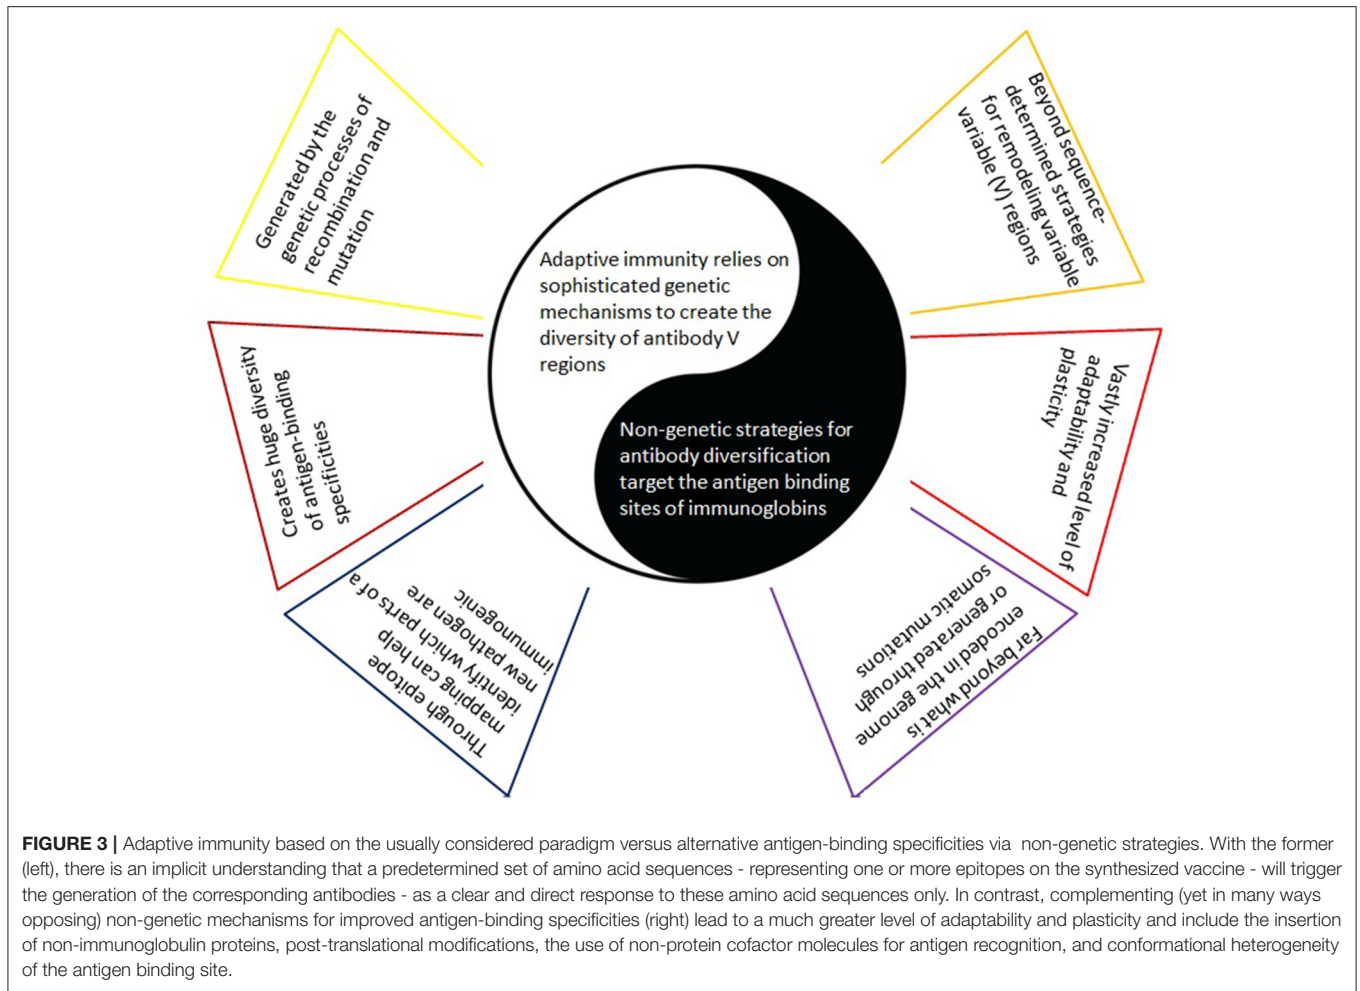 Generated by the
genetic processes of
recombination and
mutation
Creates huge diversity
of antigen-binding
specificities
Through epitope
mapping can help
identify which parts of a
new pathogen are
immunogenic
Adaptive immunity relies on
sophisticated genetic
mechanisms to create the
diversity of antibody V
regions
Non-genetic strategies for
antibody diversification
target the antigen binding
sites of immunoglobins
Beyond sequence-
determined strategies
for remodeling variable
variable (V) regions
Vastly increased level of
adaptability and
plasticity
Far beyond what is
encoded in the genome
or generated through
somatic mutations
FIGURE 3 | Adaptive immunity based on the usually considered paradigm versus alternative antigen-binding specificities via non-genetic strategies. With the former
(left), there is an implicit understanding that a predetermined set of amino acid sequences - representing one or more epitopes on the synthesized vaccine - will trigger
the generation of the corresponding antibodies - as a clear and direct response to these amino acid sequences only. In contrast, complementing (yet in many ways
opposing) non-genetic mechanisms for improved antigen-binding specificities (right) lead to a much greater level of adaptability and plasticity and include the insertion
of non-immunoglobulin proteins, post-translational modifications, the use of non-protein cofactor molecules for antigen recognition, and conformational heterogeneity
of the antigen binding site.